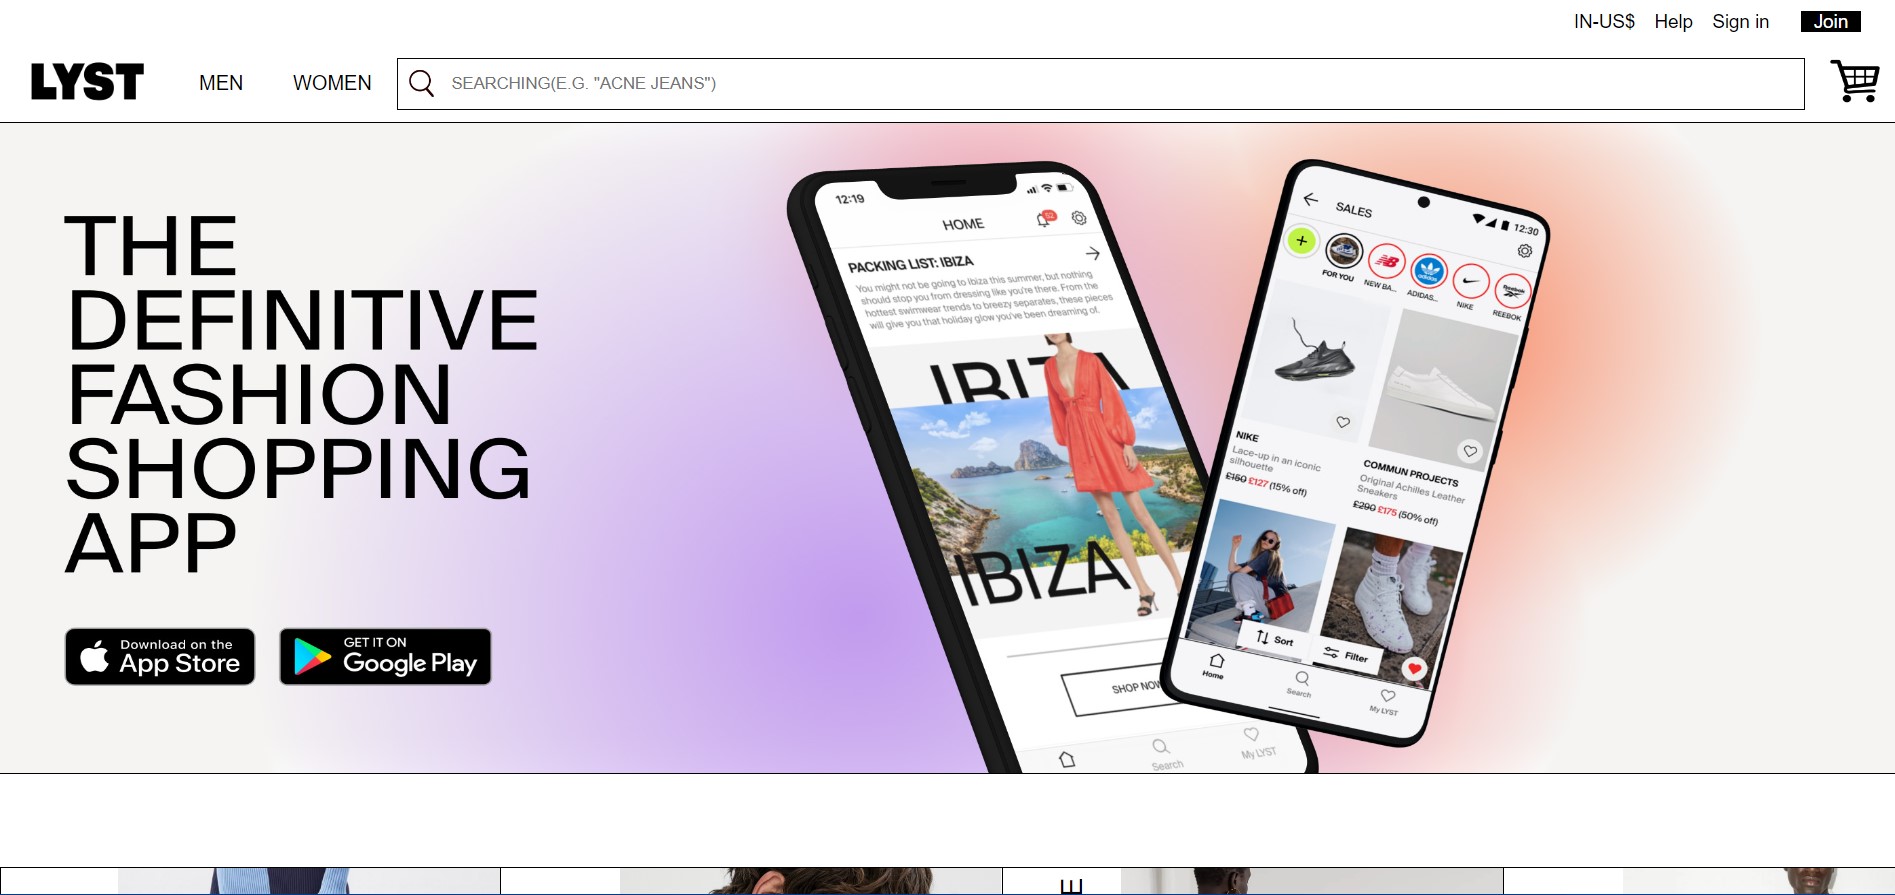 IN-US$ Help Sign in Join
LYST MEN WOMEN SEARCHING(E.G. "ACNE JEANS")
THE
DEFINITIVE
FASHION
SHOPPING
APP
Download on the
App Store
GET IT ON
Google Play
12:19
HOME
52
PACKING LIST: IBIZA
You might not be going to Ibiza this summer, but nothing
should stop you from dressing like you're there. From the
hottest swimwear trends to breezy separates, these pieces
will give you that holiday glow you've been dreaming of.
IBIZA
IBIZA
SHOP NOW
Search
My LYST
12:30
SALES
FOR YOU
NEW BA...
adidas
ADIDAS...
NIKE
Reebok
REEBOK
NIKE
Lace-up in an iconic
silhouette
£150 £127 (15% off)
COMMUN PROJECTS
Original Achilles Leather
Sneakers
£290 £175 (50% off)
Sort
Filter
Home
Search
My LYST
E